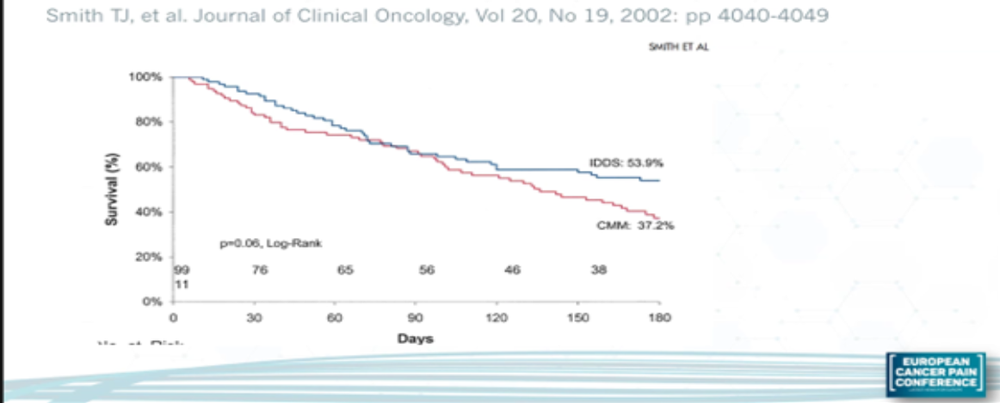 Smith TJ, et al. Journal of Clinical Oncology, Vol 20, No 19, 2002: pp 4040-4049
SMITH ET AL
100%
80%
60%
40%
20%
0%
Survival (%)
IDDS: 53.9%
CMM: 37.2%
p=0.06, Log-Rank
99 76 65 56 46 38
11
0 30 60 90 120 150 180
Days
EUROPEAN
CANCER PAIN
CONFERENCE